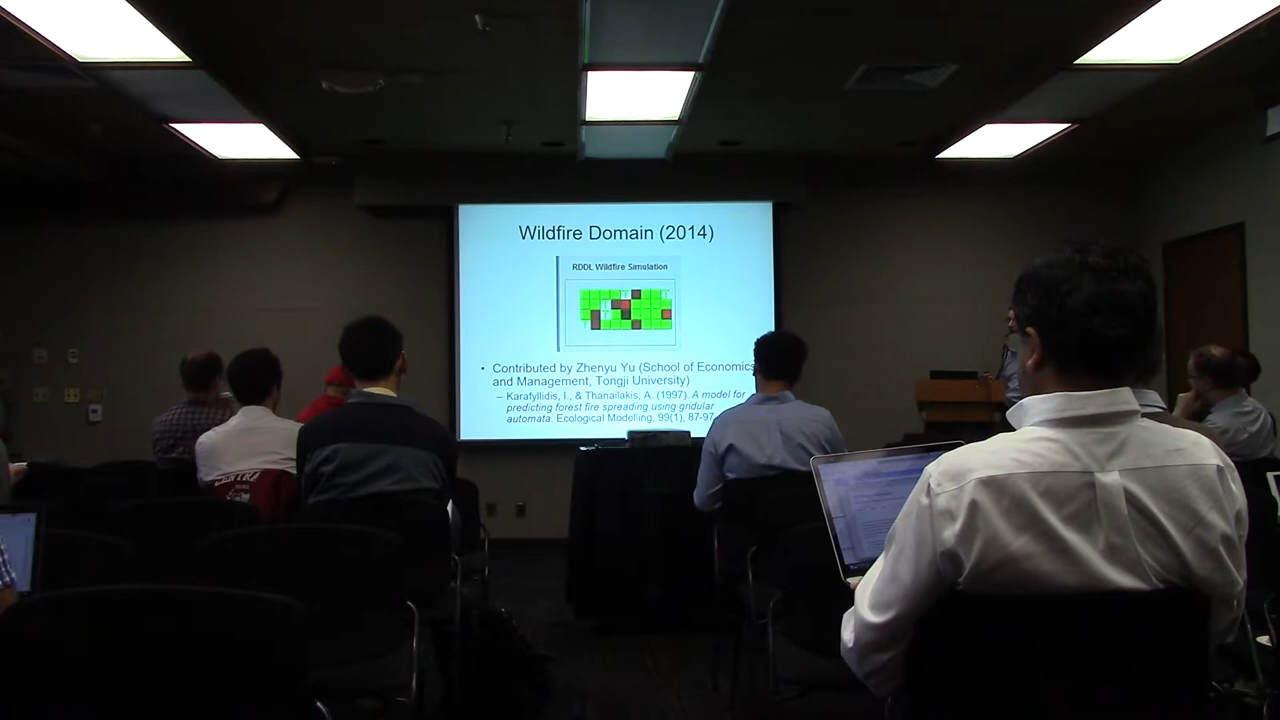 Wildfire Domain (2014)
RDDL Wildfire Simulation
• Contributed by Zhenyu Yu (School of Economics
and Management, Tongji University)
– Karafyllidis, I., & Thanailakis, A. (1997). A model for
predicting forest fire spreading using gridular
automata. Ecological Modelling, 99(1), 87-97.